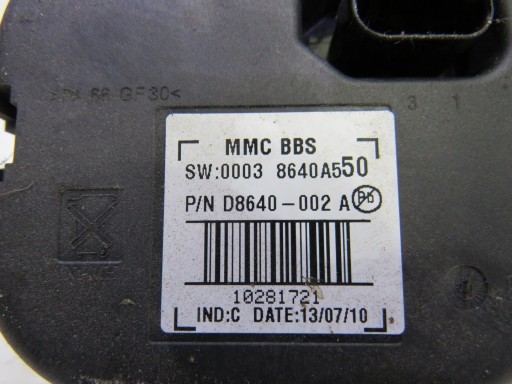 >PA 66 GF30<
3 1
MMC BBS
SW:0003 8640A550
P/N D8640-002 A Pb
10281721
IND:C DATE:13/07/10